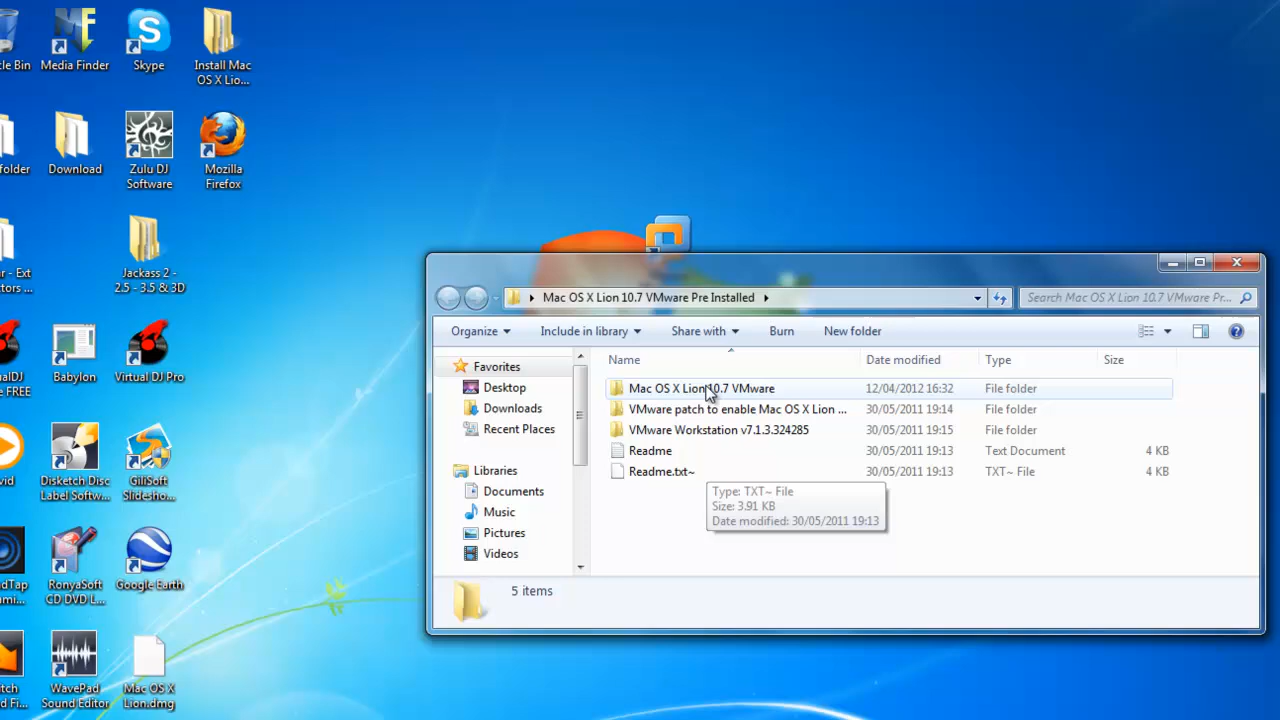 cle Bin
Media Finder
Skype
Install Mac
OS X Lio...
folder
Download
Zulu DJ
Software
Mozilla
Firefox
ar - Ext
ctors ...
Jackass 2 -
2.5 - 3.5 & 3D
ualDJ
FREE
Babylon
Virtual DJ Pro
vid
Disketch Disc
Label Softw...
GiliSoft
Slidesho...
ndTap
mi...
RonyaSoft
CD DVD L...
Google Earth
tch
d Fi...
WavePad
Sound Editor
Mac OS X
Lion.dmg
Mac OS X Lion 10.7 VMware Pre Installed
Search Mac OS X Lion 10.7 VMware Pr...
Organize
Include in library
Share with
Burn
New folder
Favorites
Desktop
Downloads
Recent Places
Libraries
Documents
Music
Pictures
Videos
Name
Date modified
Type
Size
Mac OS X Lion 10.7 VMware
12/04/2012 16:32
File folder
VMware patch to enable Mac OS X Lion ...
30/05/2011 19:14
File folder
VMware Workstation v7.1.3.324285
30/05/2011 19:15
File folder
Readme
30/05/2011 19:13
Text Document
4 KB
Readme.txt~
30/05/2011 19:13
TXT~ File
4 KB
Type: TXT~ File
Size: 3.91 KB
Date modified: 30/05/2011 19:13
5 items